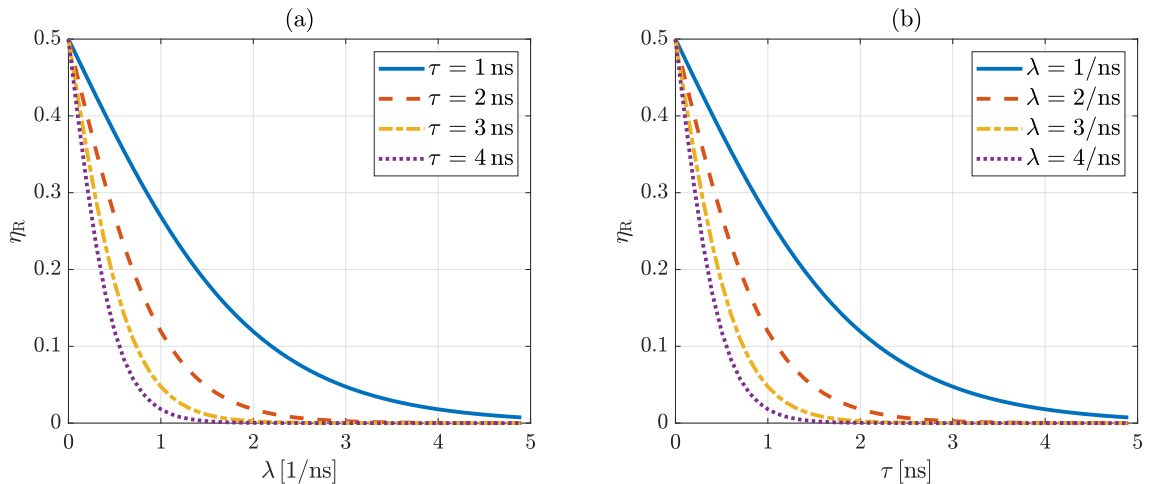 (a)
0.5
0.4
0.3
0.2
0.1
0
η_R
0 1 2 3 4 5
λ [1/ns]
τ = 1 ns
τ = 2 ns
τ = 3 ns
τ = 4 ns
(b)
0.5
0.4
0.3
0.2
0.1
0
η_R
0 1 2 3 4 5
τ [ns]
λ = 1/ns
λ = 2/ns
λ = 3/ns
λ = 4/ns